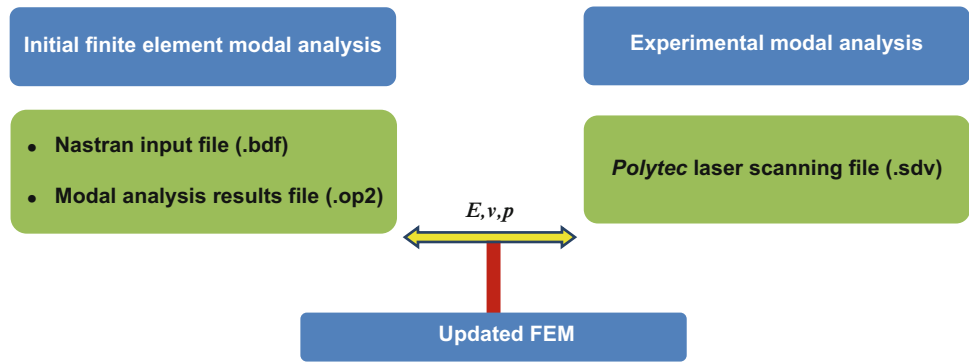 Initial finite element modal analysis
Experimental modal analysis
• Nastran input file (.bdf)
• Modal analysis results file (.op2)
Polytec laser scanning file (.sdv)
E,v,p
Updated FEM